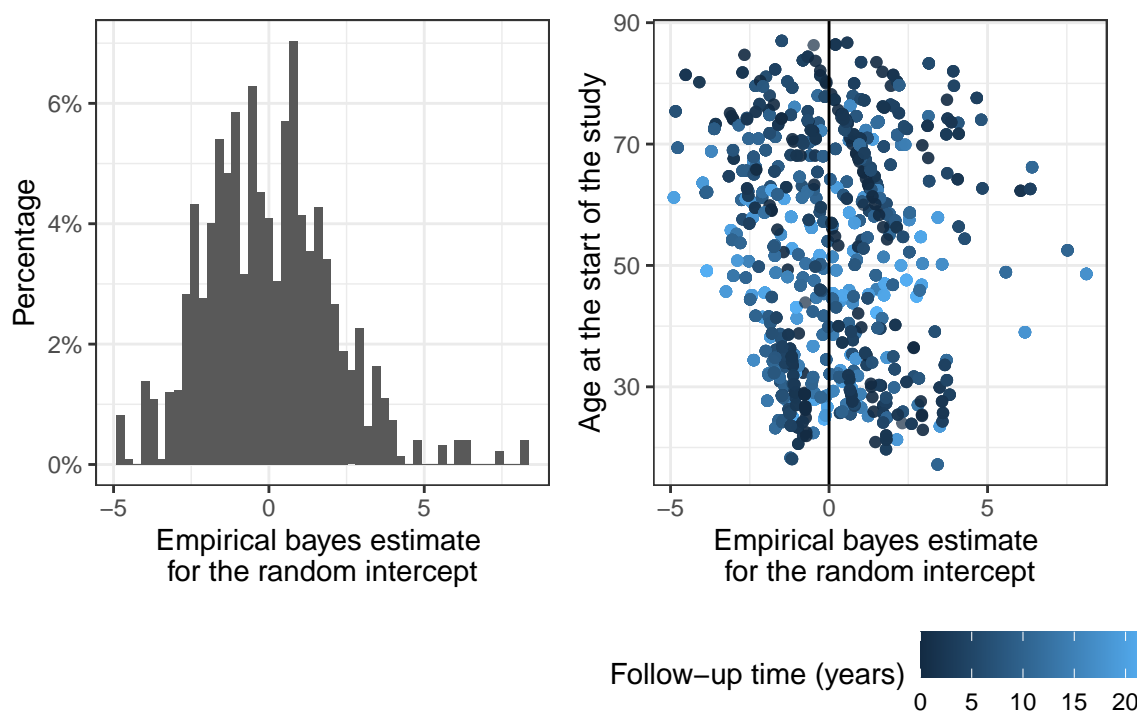 Percentage
6%
4%
2%
0%
−5
0
5
Empirical bayes estimate
for the random intercept
Age at the start of the study
90
70
50
30
−5
0
5
Empirical bayes estimate
for the random intercept
Follow−up time (years)
0 5 10 15 20